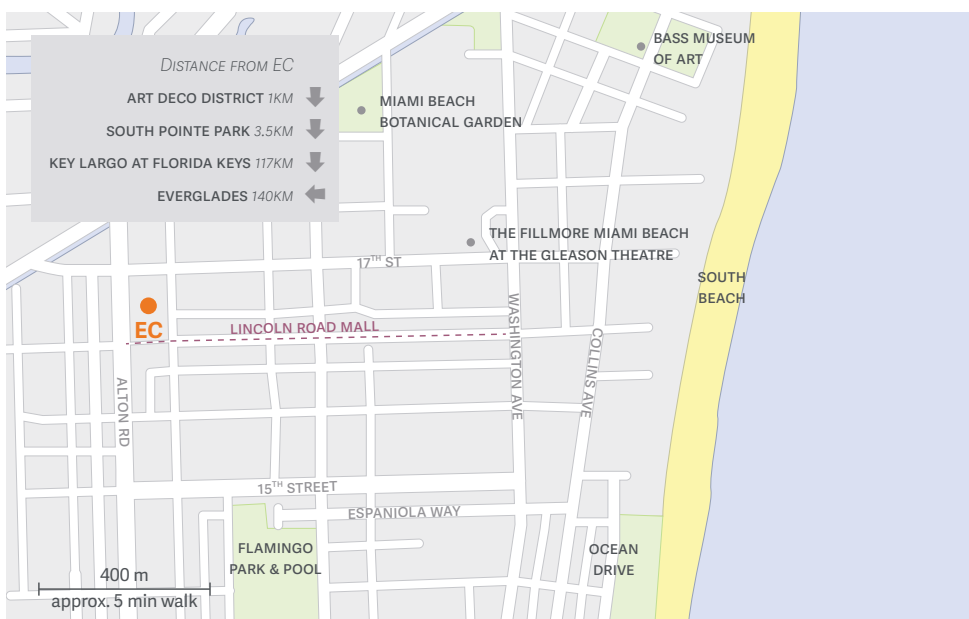 BASS MUSEUM
OF ART
DISTANCE FROM EC
ART DECO DISTRICT 1KM
SOUTH POINTE PARK 3.5KM
KEY LARGO AT FLORIDA KEYS 117KM
EVERGLADES 140KM
MIAMI BEACH
BOTANICAL GARDEN
THE FILLMORE MIAMI BEACH
AT THE GLEASON THEATRE
17TH ST
SOUTH
BEACH
EC
LINCOLN ROAD MALL
WASHINGTON AVE
COLLINS AVE
ALTON RD
15TH STREET
ESPANIOLA WAY
FLAMINGO
PARK & POOL
OCEAN
DRIVE
400 m
approx. 5 min walk